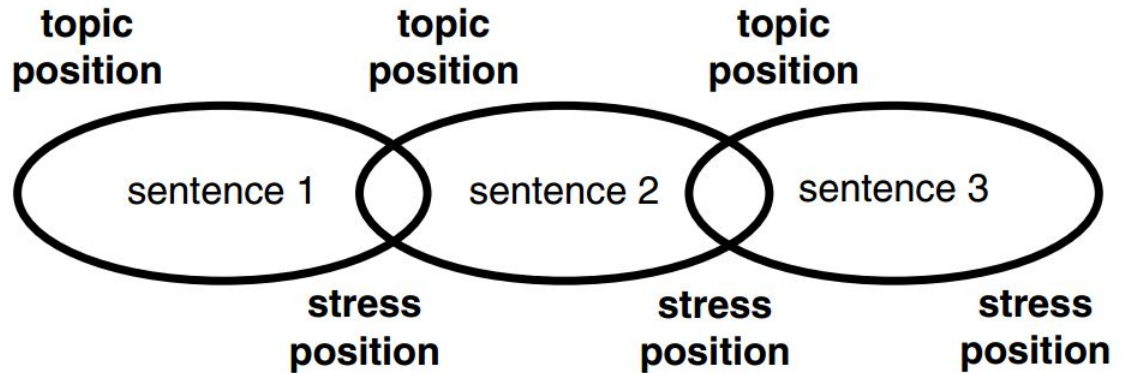 topic
position
topic
position
topic
position
sentence 1
sentence 2
sentence 3
stress
position
stress
position
stress
position